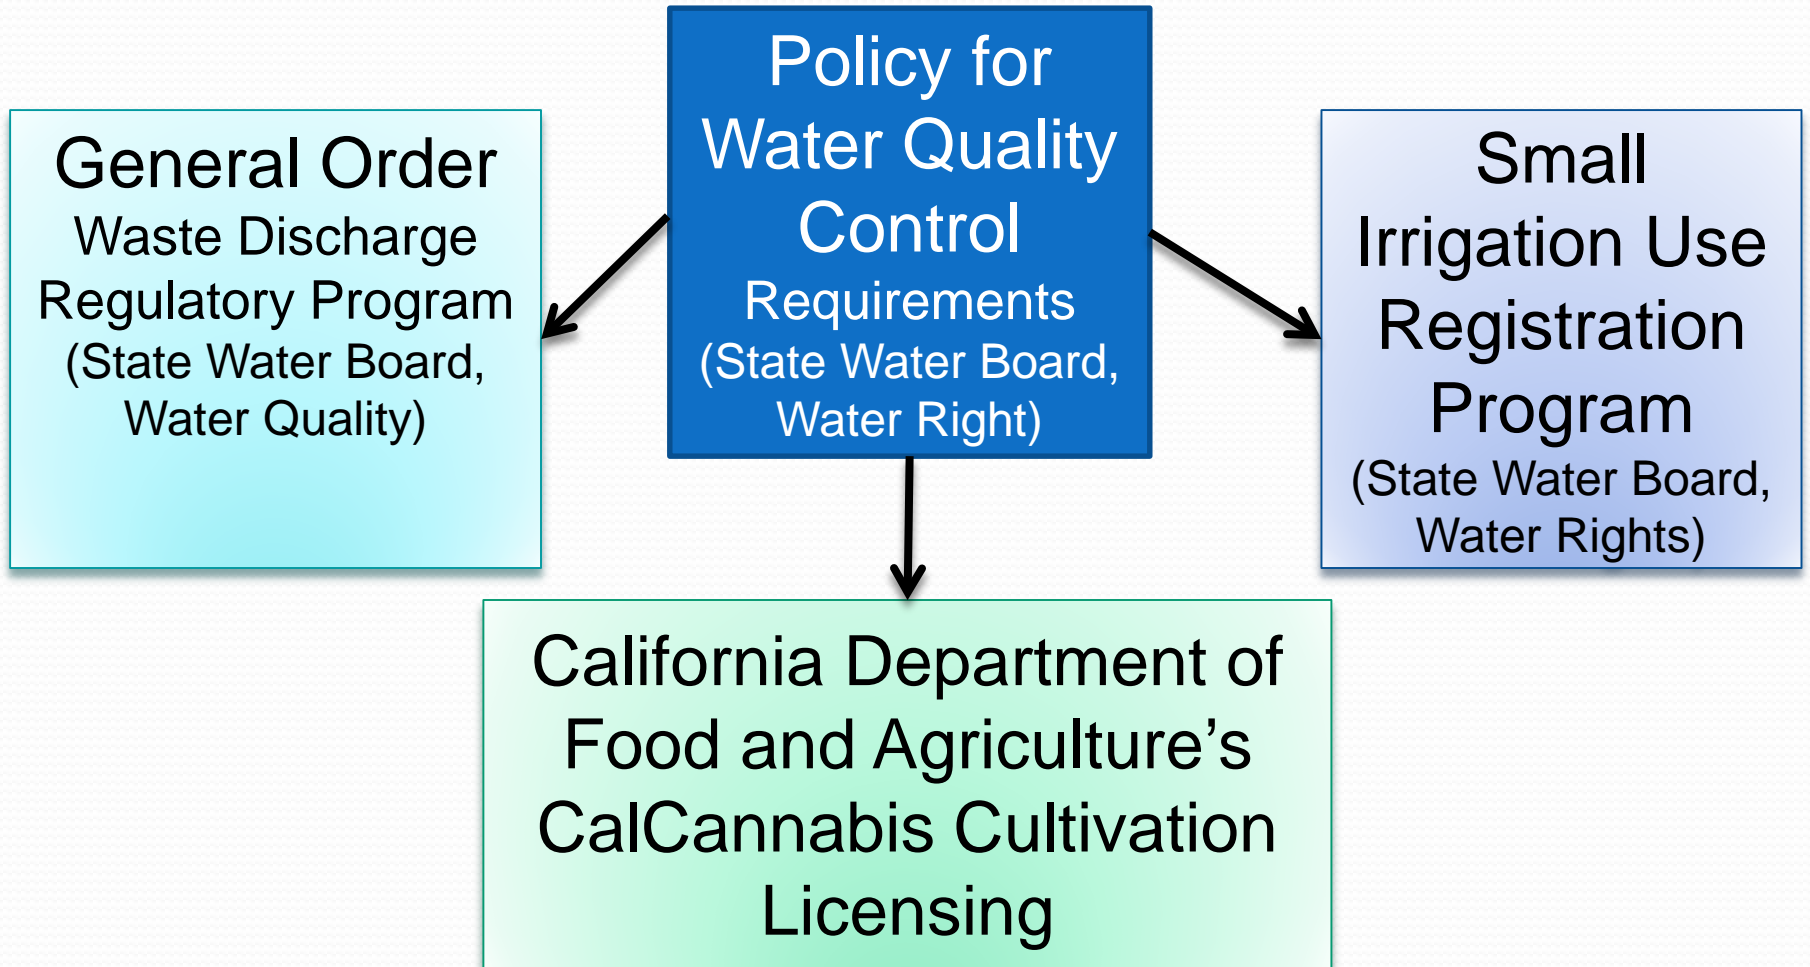 Policy for
Water Quality
Control
Requirements
(State Water Board,
Water Right)
General Order
Waste Discharge
Regulatory Program
(State Water Board,
Water Quality)
Small
Irrigation Use
Registration
Program
(State Water Board,
Water Rights)
California Department of
Food and Agriculture’s
CalCannabis Cultivation
Licensing